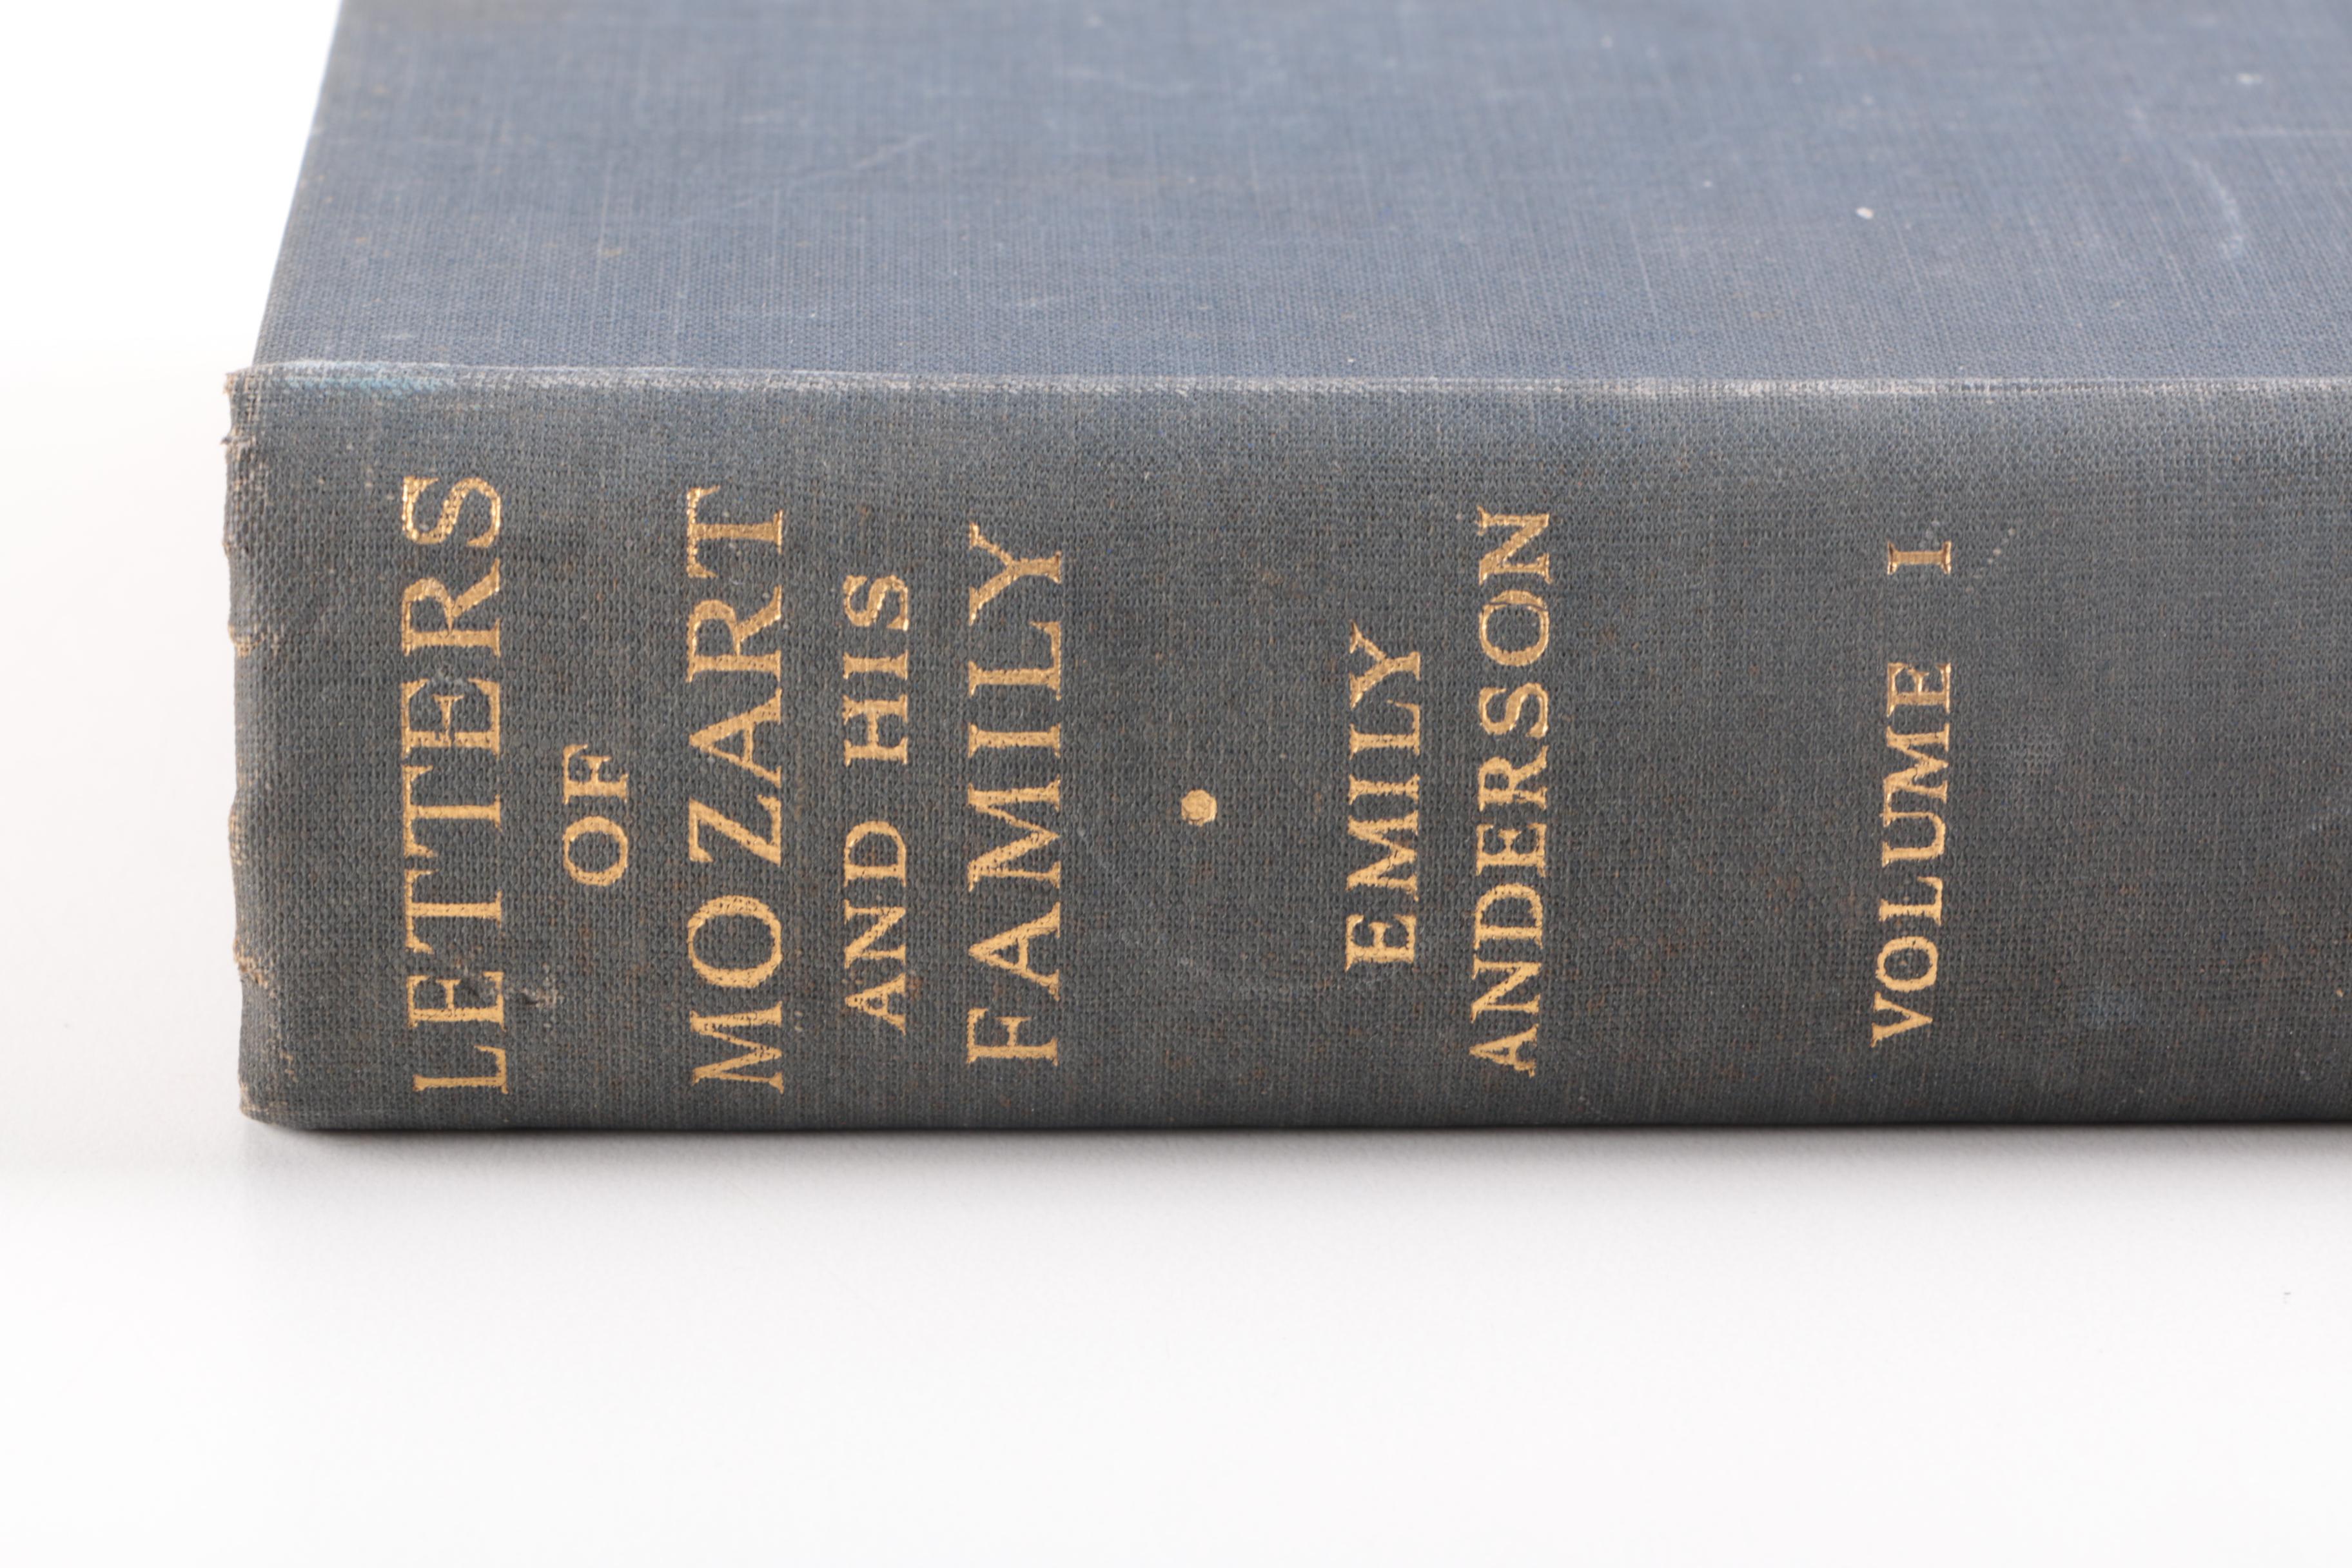 LETTERS
OF
MOZART
AND HIS
FAMILY
•
EMILY
ANDERSON
VOLUME I